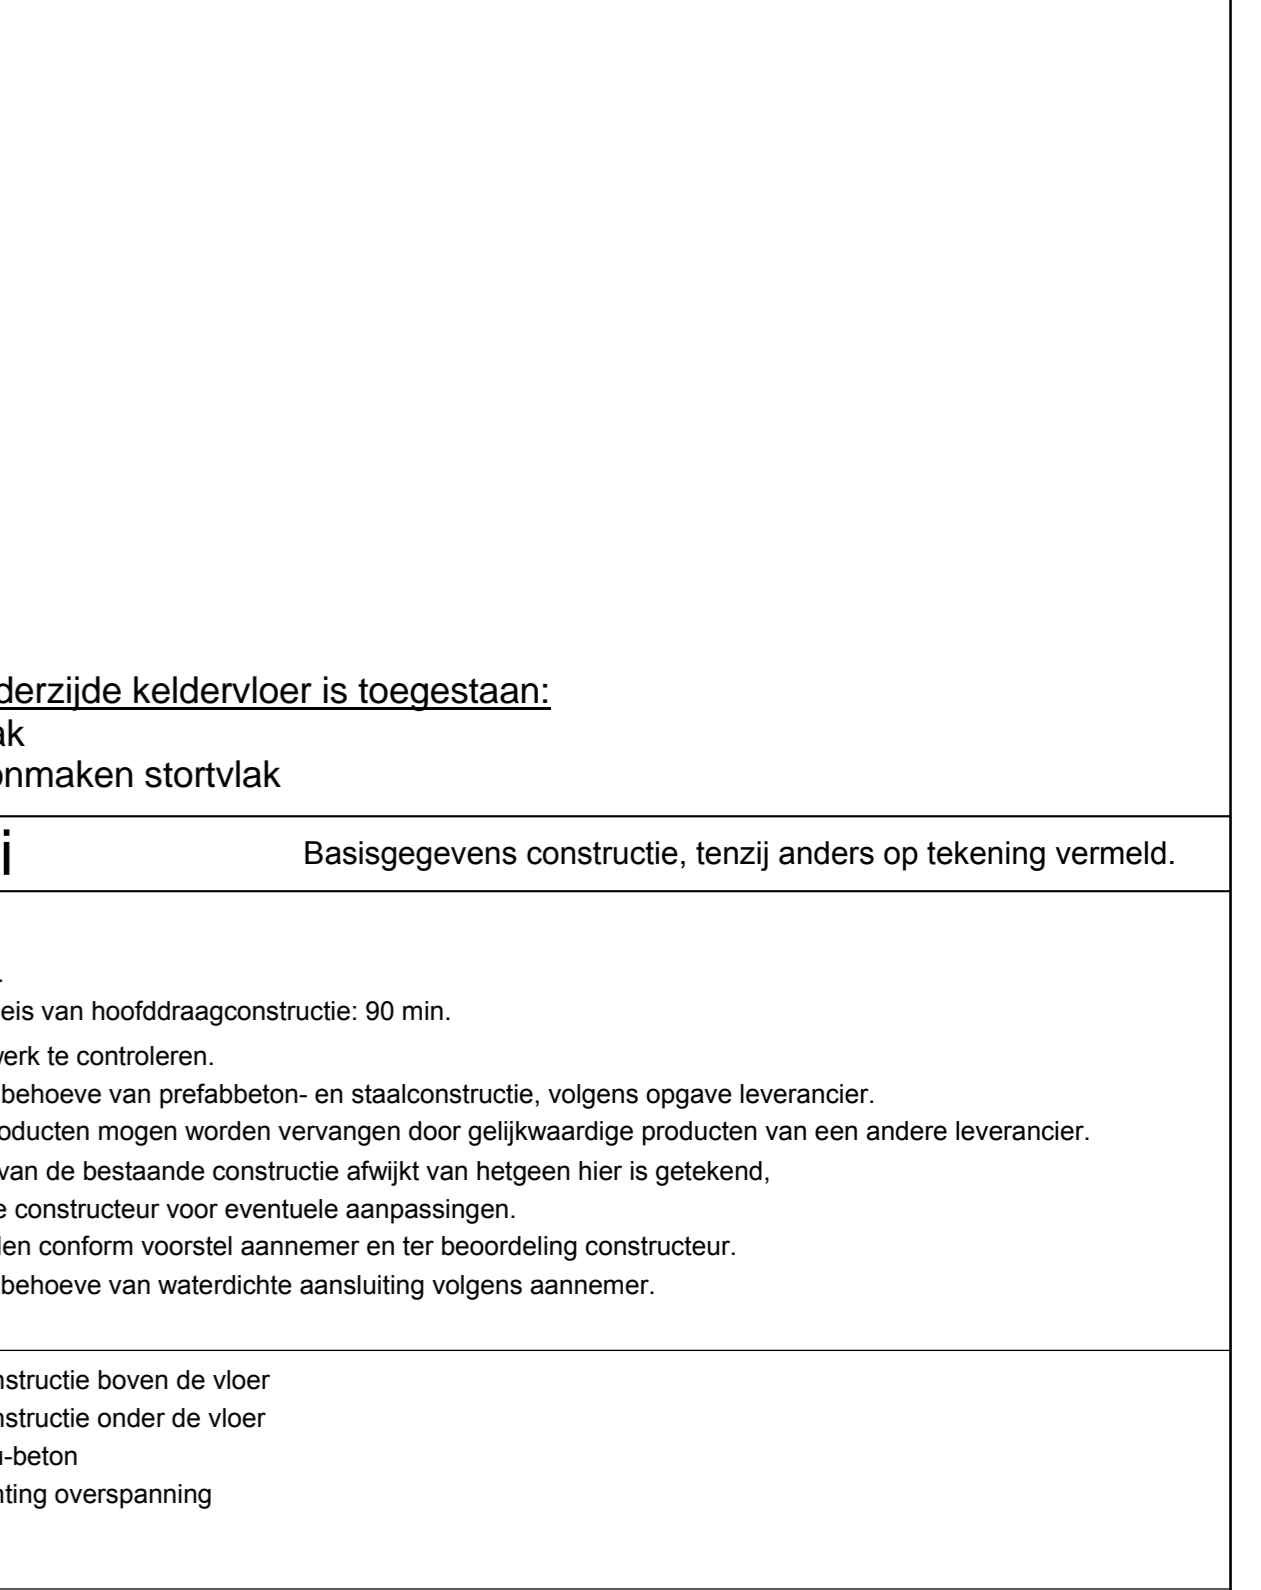 derzijde keldervloer is toegestaan:
ak
onmaken stortvlak
i
Basisgegevens constructie, tenzij anders op tekening vermeld.
.
eis van hoofddraagconstructie: 90 min.
werk te controleren.
behoeve van prefabbeton- en staalconstructie, volgens opgave leverancier.
oducten mogen worden vervangen door gelijkwaardige producten van een andere leverancier.
van de bestaande constructie afwijkt van hetgeen hier is getekend,
e constructeur voor eventuele aanpassingen.
den conform voorstel aannemer en ter beoordeling constructeur.
behoeve van waterdichte aansluiting volgens aannemer.
nstructie boven de vloer
nstructie onder de vloer
u-beton
hting overspanning